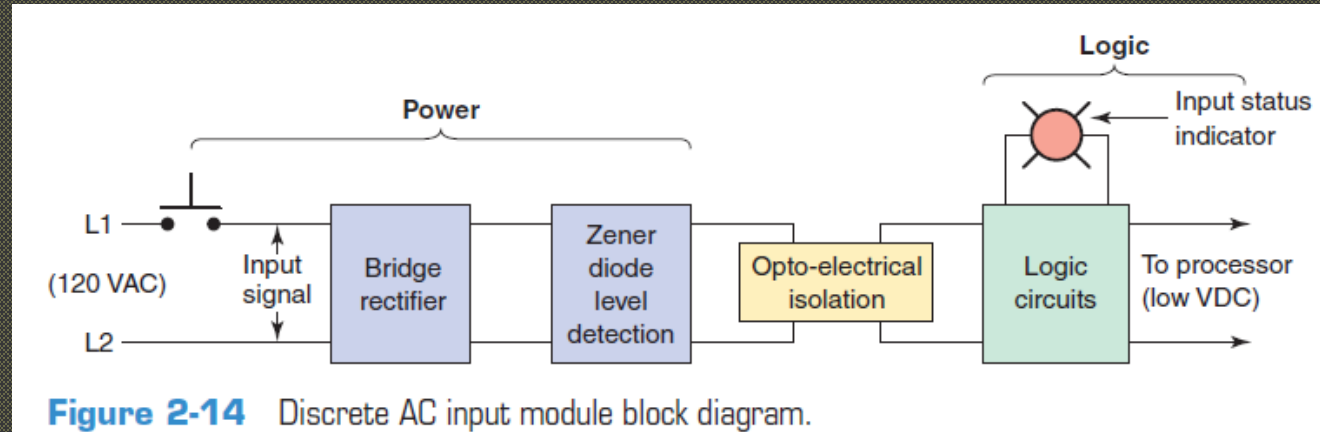 Logic
Power
Input status
indicator
L1
(120 VAC)
L2
Input
signal
Bridge
rectifier
Zener
diode
level
detection
Opto-electrical
isolation
Logic
circuits
To processor
(low VDC)
Figure 2-14 Discrete AC input module block diagram.